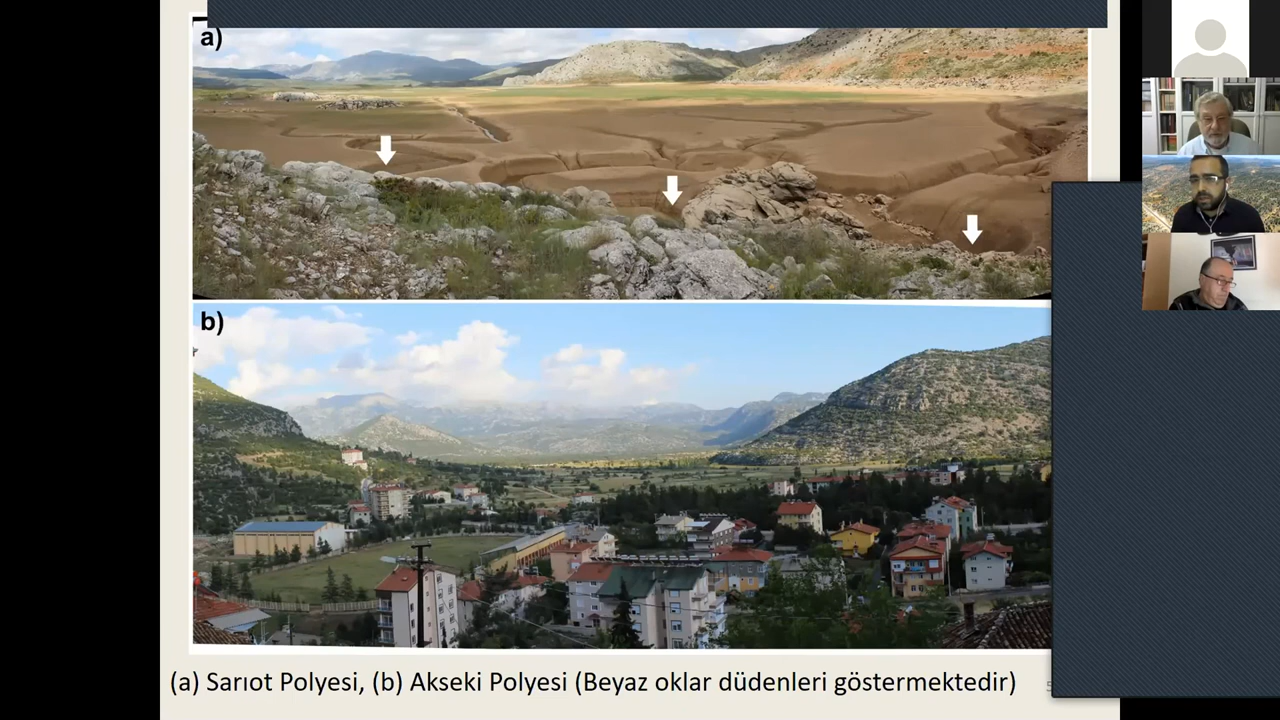 a)
b)
(a) Sarıot Polyesi, (b) Akseki Polyesi (Beyaz oklar düdenleri göstermektedir)